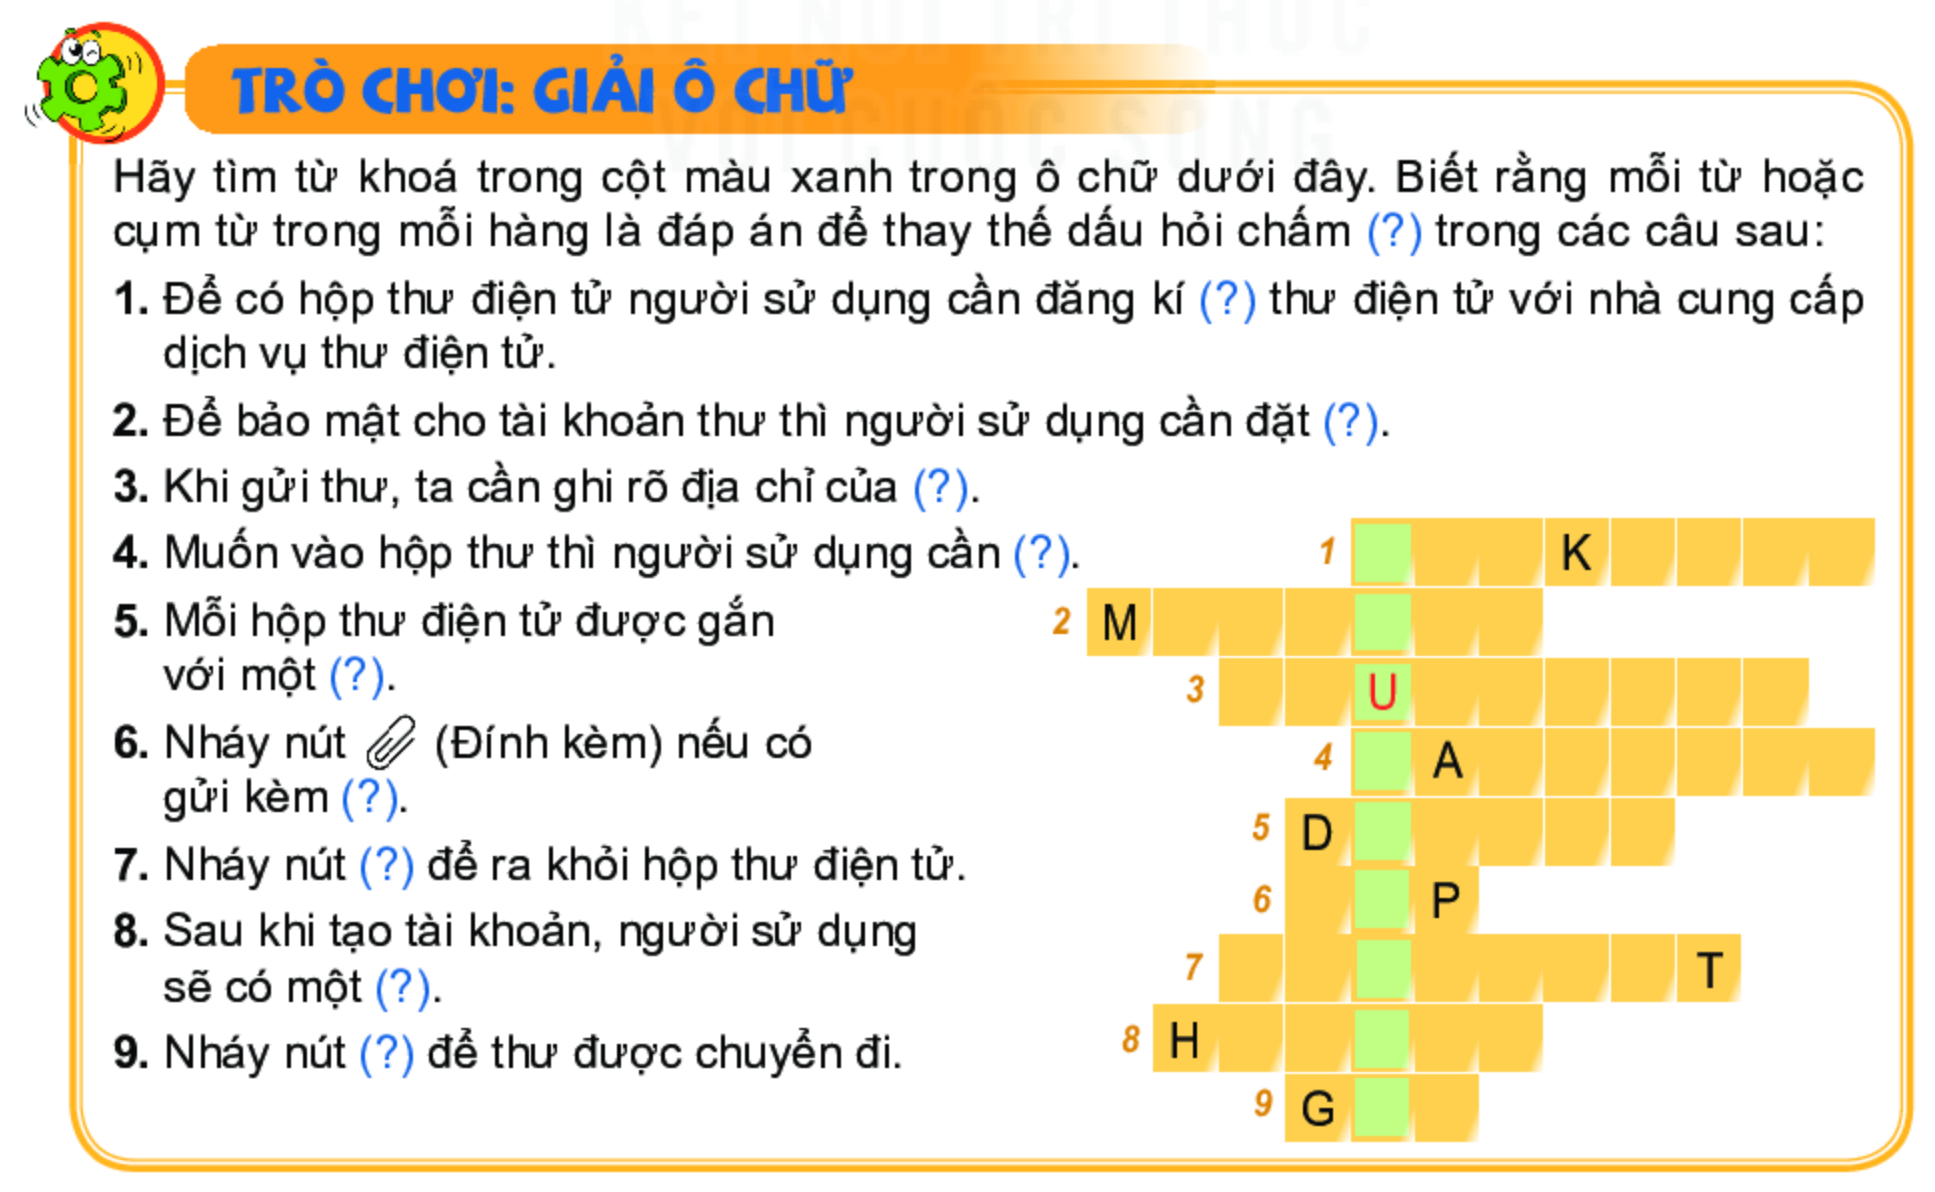 KẾT NỐI TRI THỨC
VỚI CUỘC SỐNG
TRÒ CHƠI: GIẢI Ô CHỮ
Hãy tìm từ khoá trong cột màu xanh trong ô chữ dưới đây. Biết rằng mỗi từ hoặc
cụm từ trong mỗi hàng là đáp án để thay thế dấu hỏi chấm (?) trong các câu sau:
1. Để có hộp thư điện tử người sử dụng cần đăng kí (?) thư điện tử với nhà cung cấp
dịch vụ thư điện tử.
2. Để bảo mật cho tài khoản thư thì người sử dụng cần đặt (?).
3. Khi gửi thư, ta cần ghi rõ địa chỉ của (?).
4. Muốn vào hộp thư thì người sử dụng cần (?).
5. Mỗi hộp thư điện tử được gắn
với một (?).
6. Nháy nút (Đính kèm) nếu có
gửi kèm (?).
7. Nháy nút (?) để ra khỏi hộp thư điện tử.
8. Sau khi tạo tài khoản, người sử dụng
sẽ có một (?).
9. Nháy nút (?) để thư được chuyển đi.
1 K
2 M
3 U
4 A
5 D
6 P
7 T
8 H
9 G